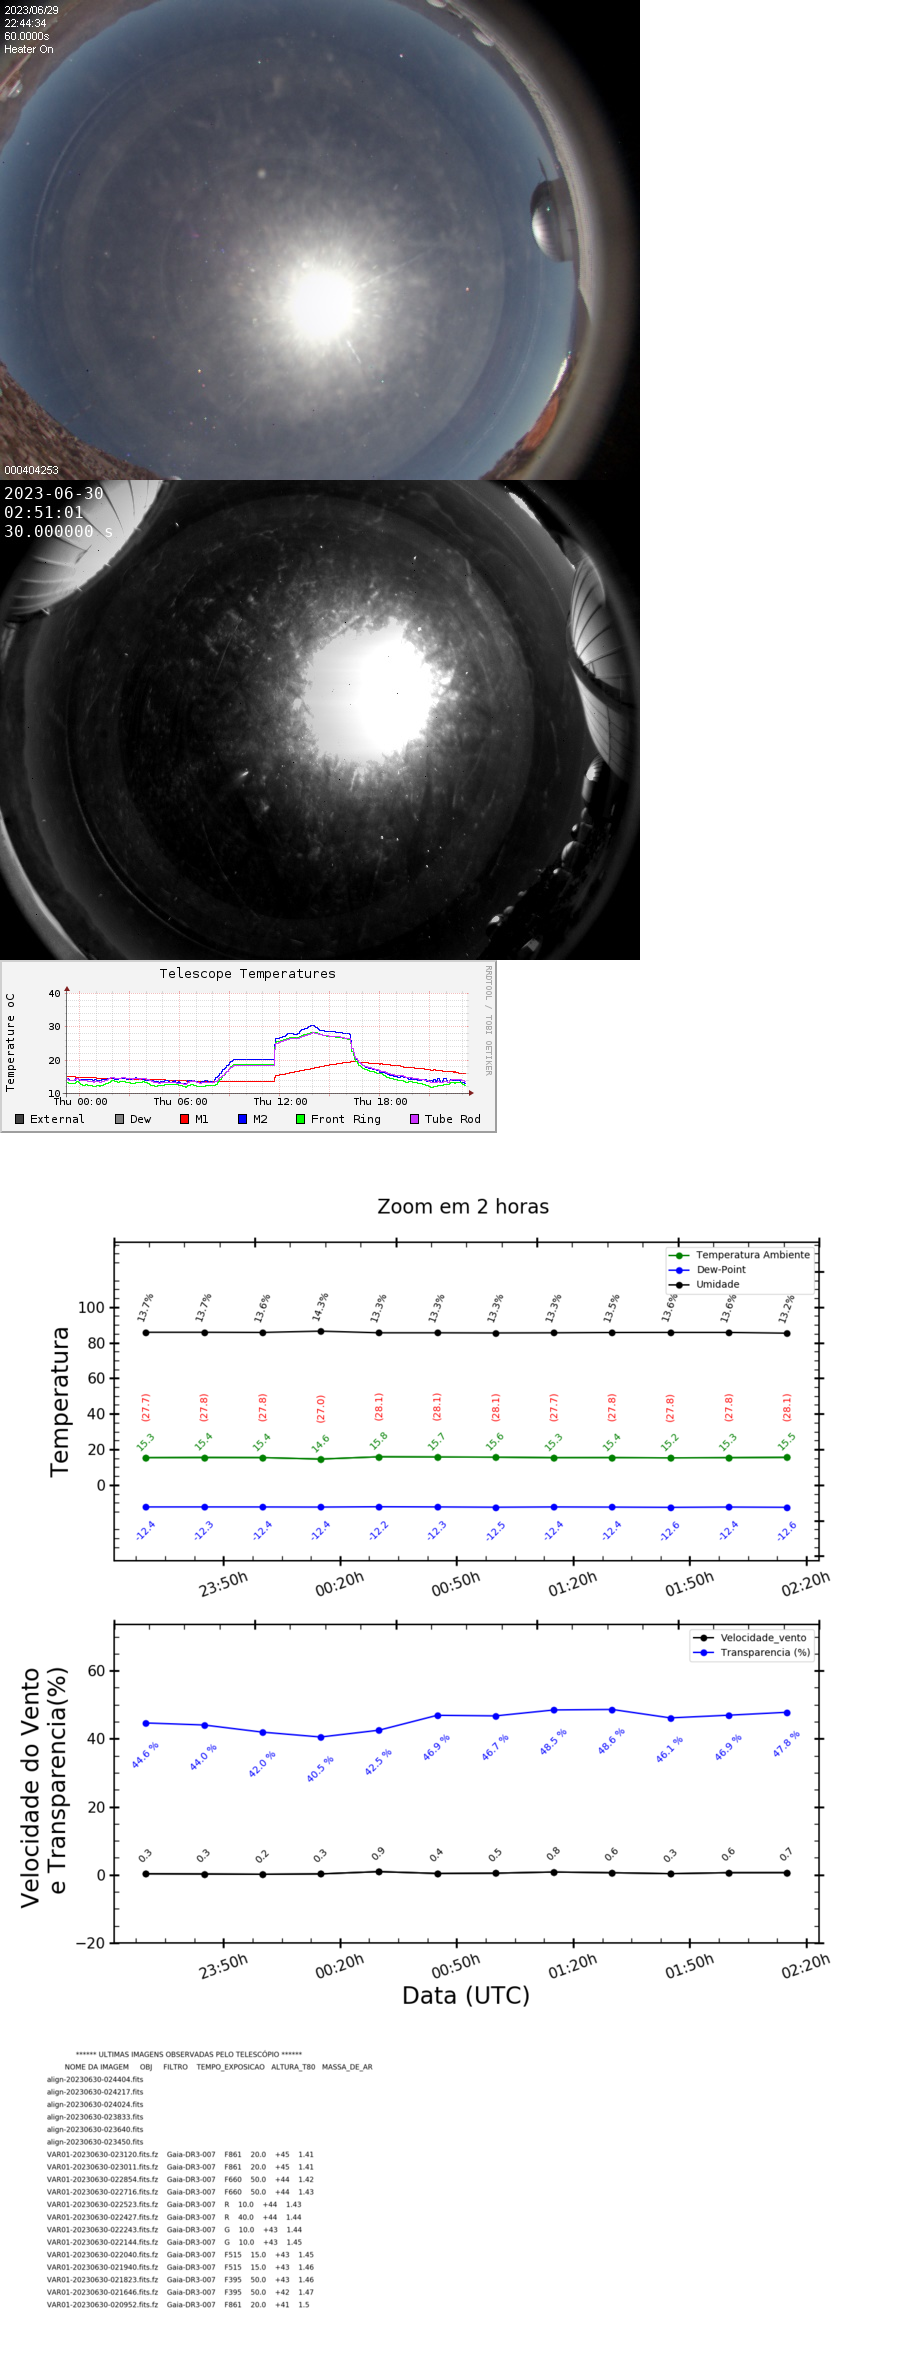 2023/06/29
22:44:34
60.0000s
Heater On
000404253
2023-06-30
02:51:01
30.000000 s
Telescope Temperatures
RRDTOOL / TOBI OETIKER
Temperature oC
40
30
20
10
Thu 00:00 Thu 06:00 Thu 12:00 Thu 18:00
External Dew M1 M2 Front Ring Tube Rod
Zoom em 2 horas
Temperatura Ambiente
Dew-Point
Umidade
Temperatura
100
80
60
40
20
0
13.7% 13.7% 13.6% 14.3% 13.3% 13.3% 13.3% 13.3% 13.5% 13.6% 13.6% 13.2%
(27.7) (27.8) (27.8) (27.0) (28.1) (28.1) (28.1) (27.7) (27.8) (27.8) (27.8) (28.1)
15.3 15.4 15.4 14.6 15.8 15.7 15.6 15.3 15.4 15.2 15.3 15.5
-12.4 -12.3 -12.4 -12.4 -12.2 -12.3 -12.5 -12.4 -12.4 -12.6 -12.4 -12.6
23:50h 00:20h 00:50h 01:20h 01:50h 02:20h
Velocidade_vento
Transparencia (%)
Velocidade do Vento
e Transparencia(%)
60
40
20
0
−20
44.6 % 44.0 % 42.0 % 40.5 % 42.5 % 46.9 % 46.7 % 48.5 % 48.6 % 46.1 % 46.9 % 47.8 %
0.3 0.3 0.2 0.3 0.9 0.4 0.5 0.8 0.6 0.3 0.6 0.7
23:50h 00:20h 00:50h 01:20h 01:50h 02:20h
Data (UTC)
****** ULTIMAS IMAGENS OBSERVADAS PELO TELESCÓPIO ******
NOME DA IMAGEM OBJ FILTRO TEMPO_EXPOSICAO ALTURA_T80 MASSA_DE_AR
align-20230630-024404.fits
align-20230630-024217.fits
align-20230630-024024.fits
align-20230630-023833.fits
align-20230630-023640.fits
align-20230630-023450.fits
VAR01-20230630-023120.fits.fz Gaia-DR3-007 F861 20.0 +45 1.41
VAR01-20230630-023011.fits.fz Gaia-DR3-007 F861 20.0 +45 1.41
VAR01-20230630-022854.fits.fz Gaia-DR3-007 F660 50.0 +44 1.42
VAR01-20230630-022716.fits.fz Gaia-DR3-007 F660 50.0 +44 1.43
VAR01-20230630-022523.fits.fz Gaia-DR3-007 R 10.0 +44 1.43
VAR01-20230630-022427.fits.fz Gaia-DR3-007 R 40.0 +44 1.44
VAR01-20230630-022243.fits.fz Gaia-DR3-007 G 10.0 +43 1.44
VAR01-20230630-022144.fits.fz Gaia-DR3-007 G 10.0 +43 1.45
VAR01-20230630-022040.fits.fz Gaia-DR3-007 F515 15.0 +43 1.45
VAR01-20230630-021940.fits.fz Gaia-DR3-007 F515 15.0 +43 1.46
VAR01-20230630-021823.fits.fz Gaia-DR3-007 F395 50.0 +43 1.46
VAR01-20230630-021646.fits.fz Gaia-DR3-007 F395 50.0 +42 1.47
VAR01-20230630-020952.fits.fz Gaia-DR3-007 F861 20.0 +41 1.5